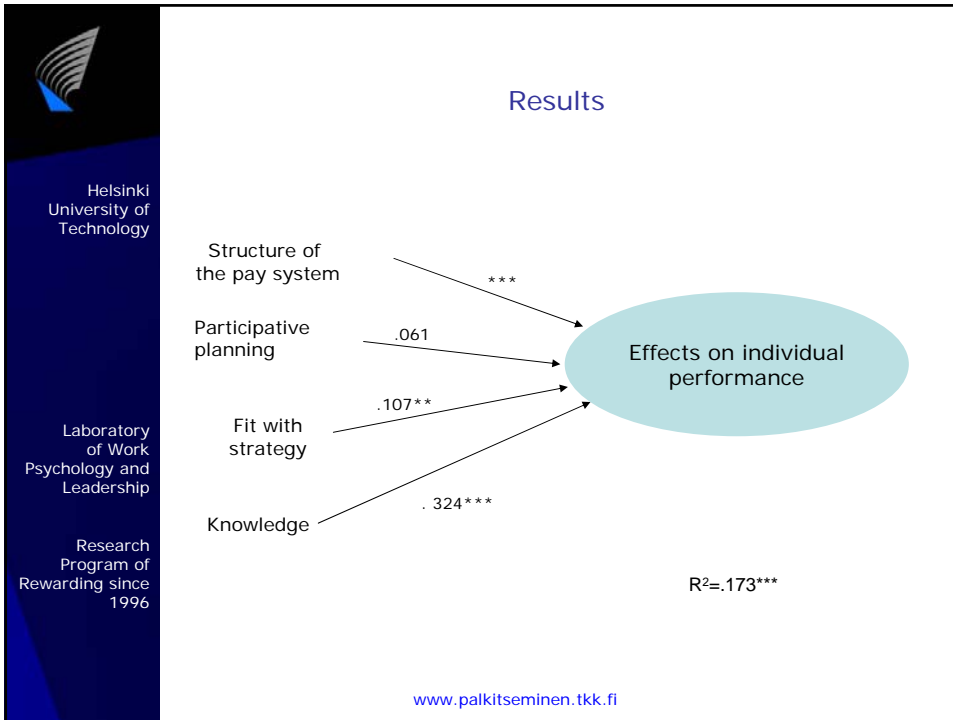 Results
Helsinki
University of
Technology
Laboratory
of Work
Psychology and
Leadership
Research
Program of
Rewarding since
1996
Structure of
the pay system
***
Participative
planning
.061
Fit with
strategy
.107**
Knowledge
. 324***
Effects on individual
performance
R²=.173***
www.palkitseminen.tkk.fi